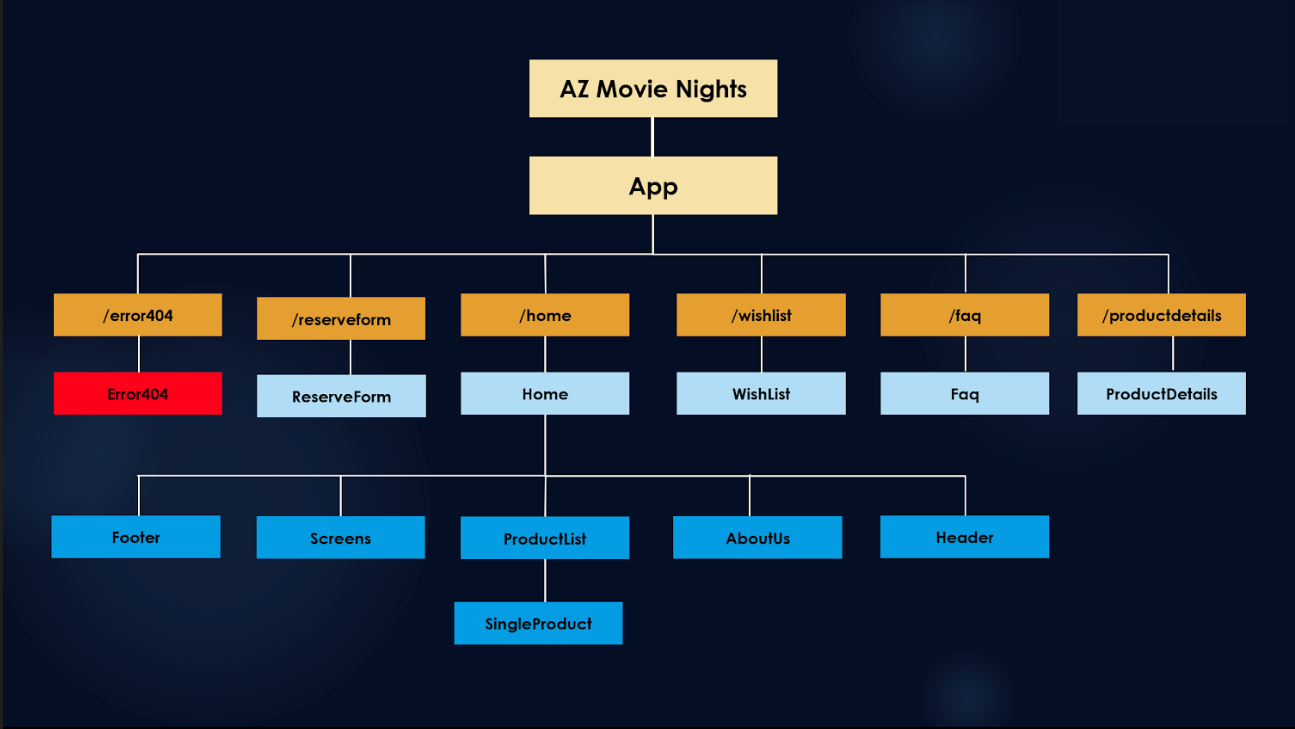 AZ Movie Nights
App
/error404
/reserveform
/home
/wishlist
/faq
/productdetails
Error404
ReserveForm
Home
WishList
Faq
ProductDetails
Footer
Screens
ProductList
AboutUs
Header
SingleProduct